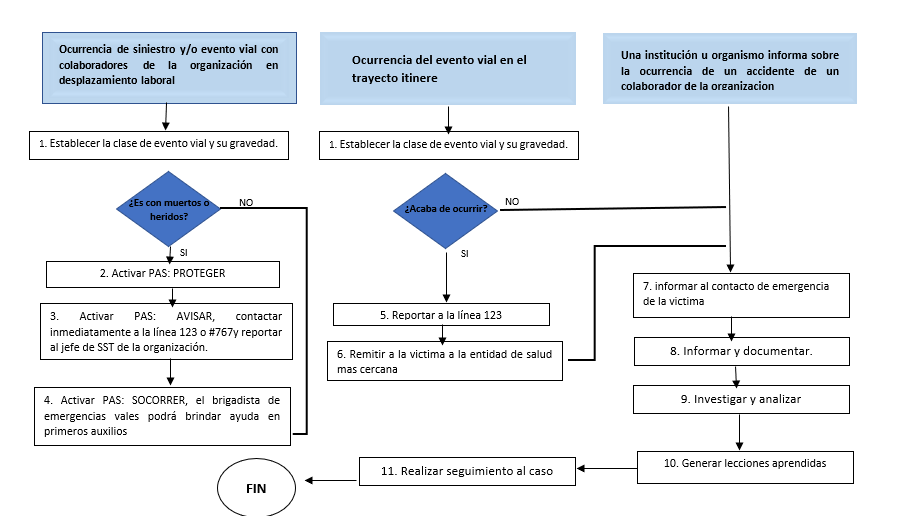 Ocurrencia de siniestro y/o evento vial con
colaboradores de la organización en
desplazamiento laboral
1. Establecer la clase de evento vial y su gravedad.
¿Es con muertos o
heridos?
NO
SI
2. Activar PAS: PROTEGER
3. Activar PAS: AVISAR, contactar
inmediatamente a la línea 123 o #767y reportar
al jefe de SST de la organización.
4. Activar PAS: SOCORRER, el brigadista de
emergencias vales podrá brindar ayuda en
primeros auxilios
Ocurrencia del evento vial en el
trayecto itinere
1. Establecer la clase de evento vial y su gravedad.
¿Acaba de ocurrir?
NO
SI
5. Reportar a la línea 123
6. Remitir a la victima a la entidad de salud
mas cercana
Una institución u organismo informa sobre
la ocurrencia de un accidente de un
colaborador de la organizacion
7. informar al contacto de emergencia
de la victima
8. Informar y documentar.
9. Investigar y analizar
10. Generar lecciones aprendidas
11. Realizar seguimiento al caso
FIN